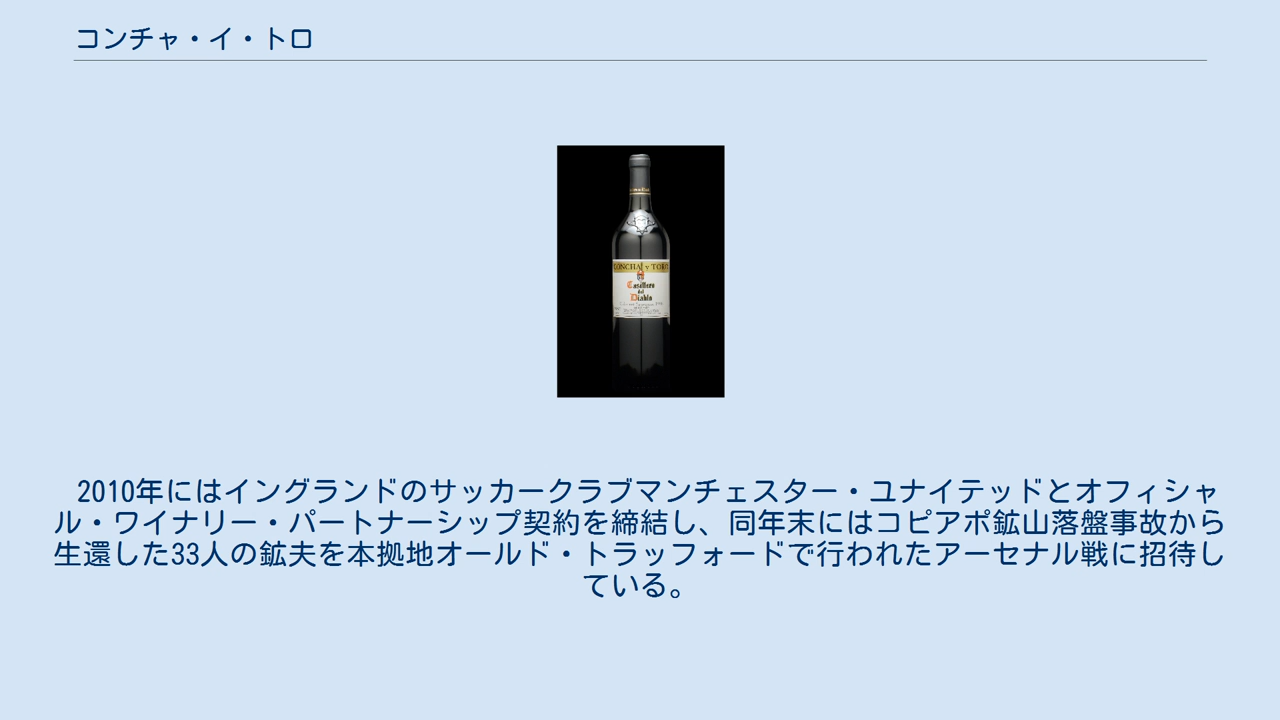 コンチャ・イ・トロ
CONCHA y TORO
Casillero
del
Diablo
2010年にはイングランドのサッカークラブマンチェスター・ユナイテッドとオフィシャ
ル・ワイナリー・パートナーシップ契約を締結し、同年末にはコピアポ鉱山落盤事故から
生還した33人の鉱夫を本拠地オールド・トラッフォードで行われたアーセナル戦に招待し
ている。